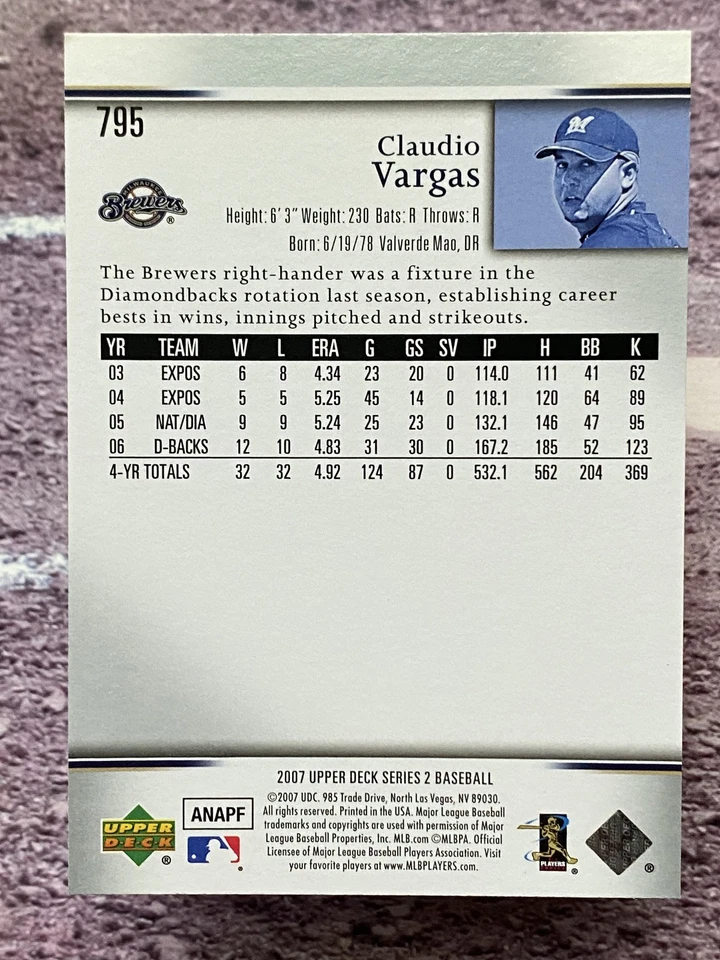 795
Claudio
Vargas
MILWAUKEE
Brewers ®
Height: 6' 3" Weight: 230 Bats: R Throws: R
Born: 6/19/78 Valverde Mao, DR
M
The Brewers right-hander was a fixture in the
Diamondbacks rotation last season, establishing career
bests in wins, innings pitched and strikeouts.
YR TEAM W L ERA G GS SV IP H BB K
03 EXPOS 6 8 4.34 23 20 0 114.0 111 41 62
04 EXPOS 5 5 5.25 45 14 0 118.1 120 64 89
05 NAT/DIA 9 9 5.24 25 23 0 132.1 146 47 95
06 D-BACKS 12 10 4.83 31 30 0 167.2 185 52 123
4-YR TOTALS 32 32 4.92 124 87 0 532.1 562 204 369
2007 UPPER DECK SERIES 2 BASEBALL
©2007 UDC. 985 Trade Drive, North Las Vegas, NV 89030.
All rights reserved. Printed in the USA. Major League Baseball
trademarks and copyrights are used with permission of Major
League Baseball Properties, Inc. MLB.com ©MLBPA. Official
Licensee of Major League Baseball Players Association. Visit
your favorite players at www.MLBPLAYERS.com.
UPPER
DECK ®
ANAPF
®
PLAYERS
®
®